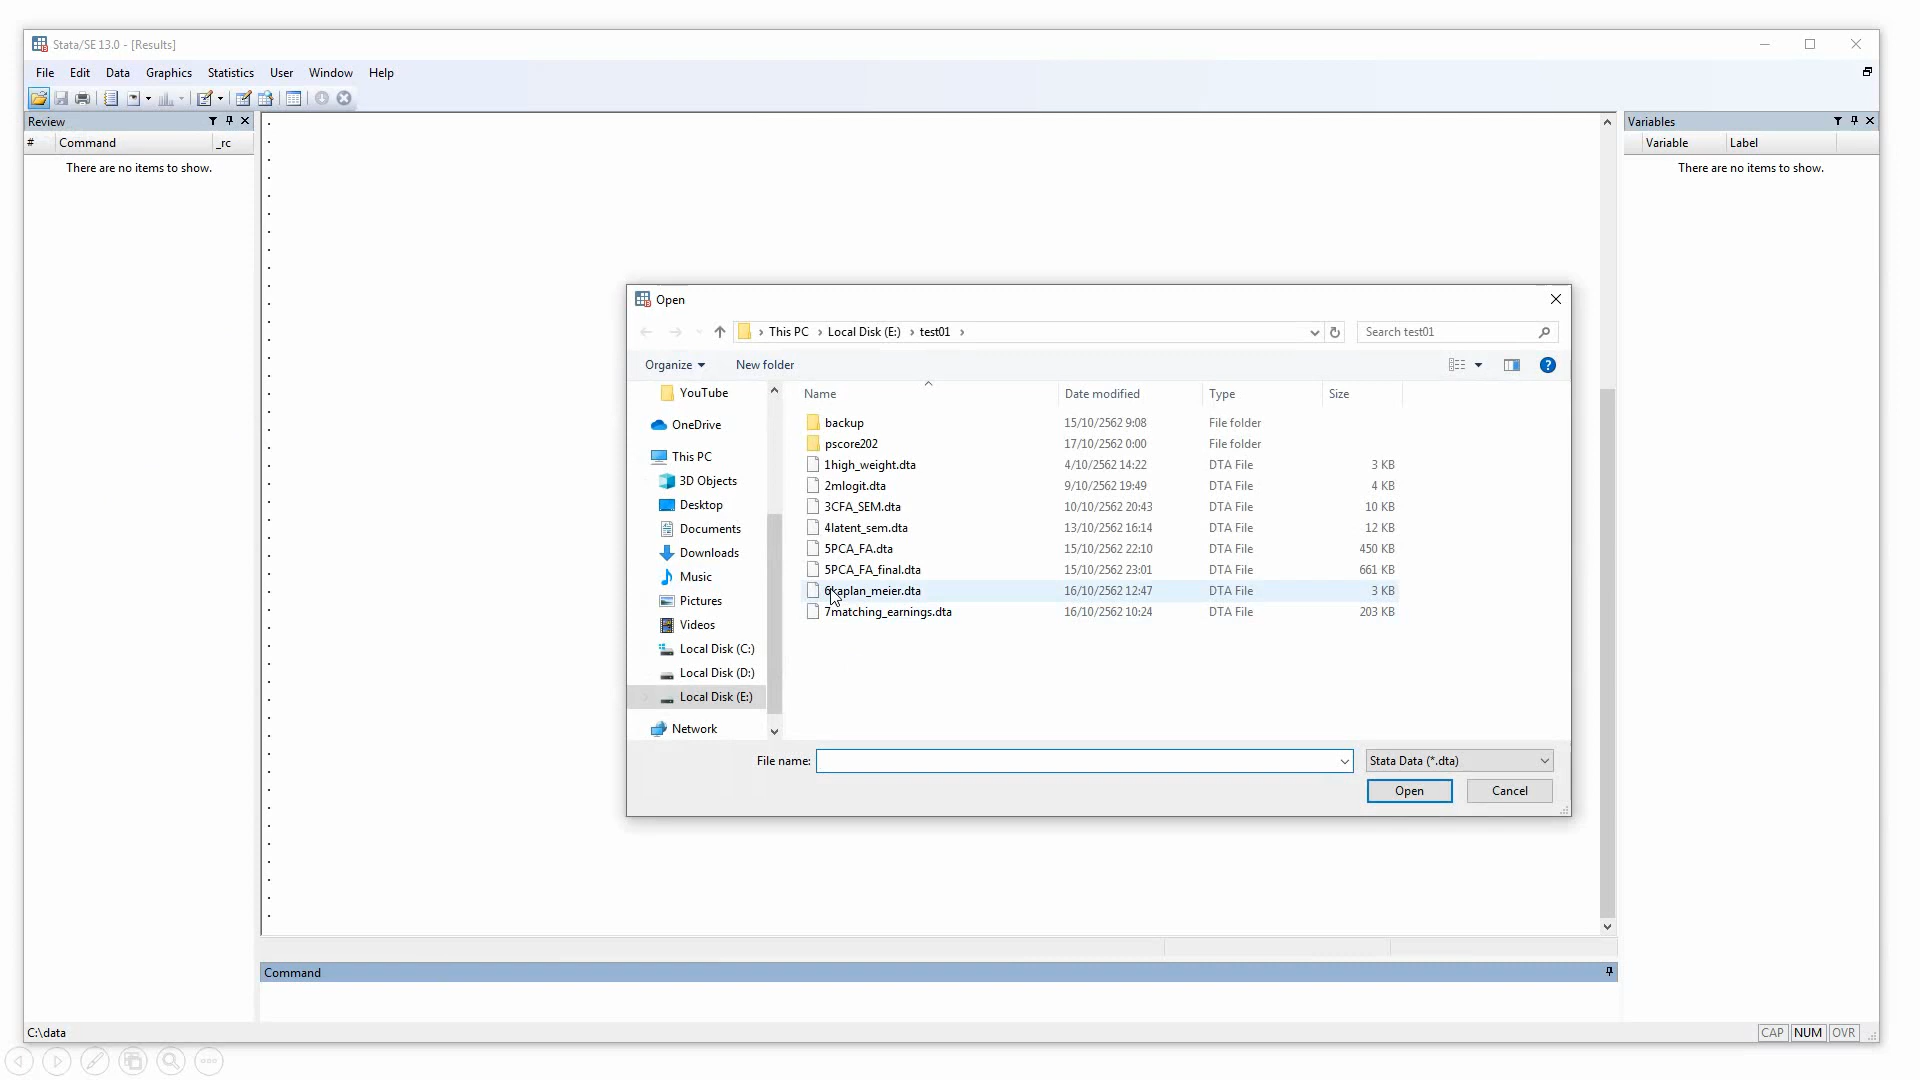 Stata/SE 13.0 - [Results]
File Edit Data Graphics Statistics User Window Help
Review
# Command _rc
There are no items to show.
Variables
Variable Label
There are no items to show.
Open
This PC › Local Disk (E:) › test01 ›
Search test01
Organize New folder
Name Date modified Type Size
YouTube
OneDrive
This PC
3D Objects
Desktop
Documents
Downloads
Music
Pictures
Videos
Local Disk (C:)
Local Disk (D:)
Local Disk (E:)
Network
backup 15/10/2562 9:08 File folder
pscore202 17/10/2562 0:00 File folder
1high_weight.dta 4/10/2562 14:22 DTA File 3 KB
2mlogit.dta 9/10/2562 19:49 DTA File 4 KB
3CFA_SEM.dta 10/10/2562 20:43 DTA File 10 KB
4latent_sem.dta 13/10/2562 16:14 DTA File 12 KB
5PCA_FA.dta 15/10/2562 22:10 DTA File 450 KB
5PCA_FA_final.dta 15/10/2562 23:01 DTA File 661 KB
6kaplan_meier.dta 16/10/2562 12:47 DTA File 3 KB
7matching_earnings.dta 16/10/2562 10:24 DTA File 203 KB
File name: Stata Data (*.dta)
Open Cancel
Command
C:\data
CAP NUM OVR